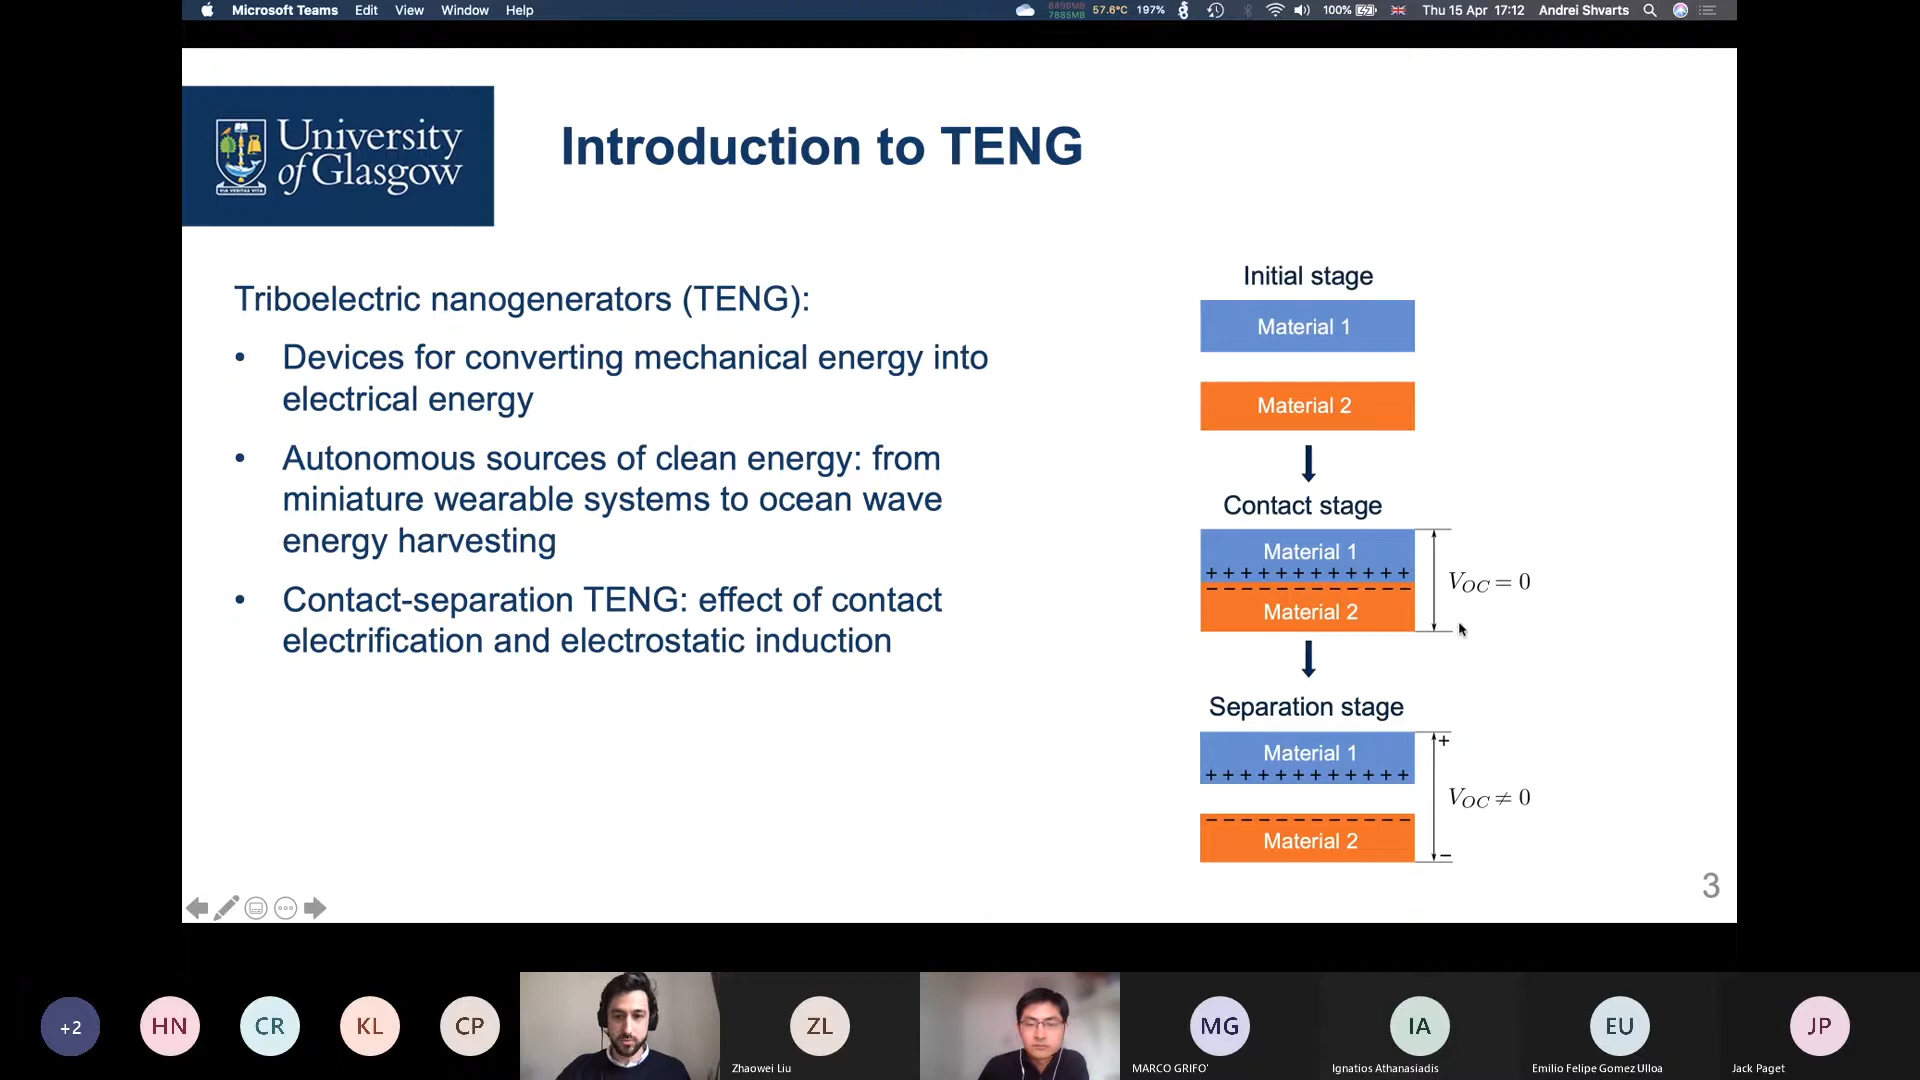 Microsoft Teams Edit View Window Help
57.6°C 197% 100% Thu 15 Apr 17:12 Andrei Shvarts
University
of Glasgow
VIA VERITAS VITA
Introduction to TENG
Triboelectric nanogenerators (TENG):
• Devices for converting mechanical energy into
electrical energy
• Autonomous sources of clean energy: from
miniature wearable systems to ocean wave
energy harvesting
• Contact-separation TENG: effect of contact
electrification and electrostatic induction
Initial stage
Material 1
Material 2
Contact stage
Material 1
+ + + + + + + + + + + +
− − − − − − − − − − − −
Material 2
V_OC = 0
Separation stage
Material 1
+ + + + + + + + + + + +
− − − − − − − − − − − −
Material 2
+
V_OC ≠ 0
−
3
+2 HN CR KL CP ZL MG IA EU JP
Zhaowei Liu MARCO GRIFO' Ignatios Athanasiadis Emilio Felipe Gomez Ulloa Jack Paget